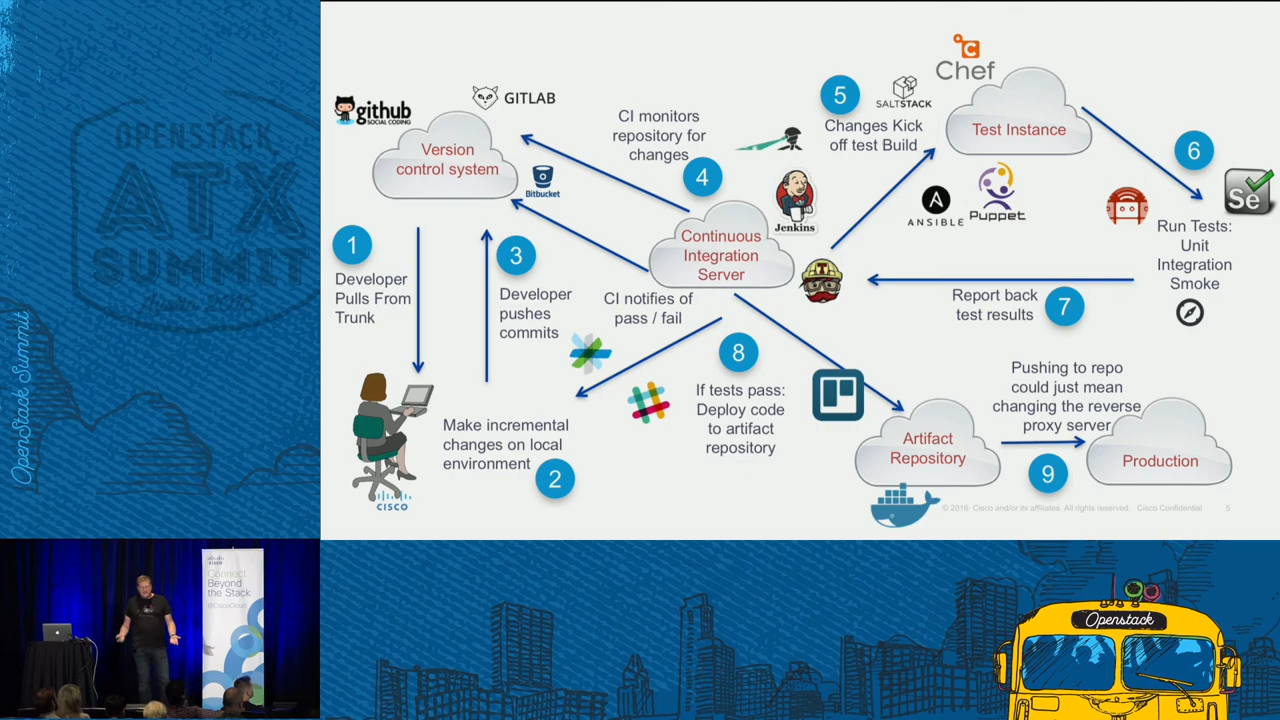 OPENSTACK
ATX
SUMMIT
OpenStack Summit
github
SOCIAL CODING
GITLAB
Version
control system
Bitbucket
CI monitors
repository for
changes
4
5
Changes Kick
off test Build
SALTSTACK
Chef
Test Instance
6
Se
ANSIBLE
Puppet
Run Tests:
Unit
Integration
Smoke
Jenkins
Continuous
Integration
Server
T
1
Developer
Pulls From
Trunk
3
Developer
pushes
commits
CI notifies of
pass / fail
Report back
test results
7
8
If tests pass:
Deploy code
to artifact
repository
Pushing to repo
could just mean
changing the reverse
proxy server
Make incremental
changes on local
environment
2
CISCO
Artifact
Repository
9
Production
© 2016 Cisco and/or its affiliates. All rights reserved. Cisco Confidential
5
CISCO
Connect
Beyond
the Stack
@CiscoCloud
Openstack